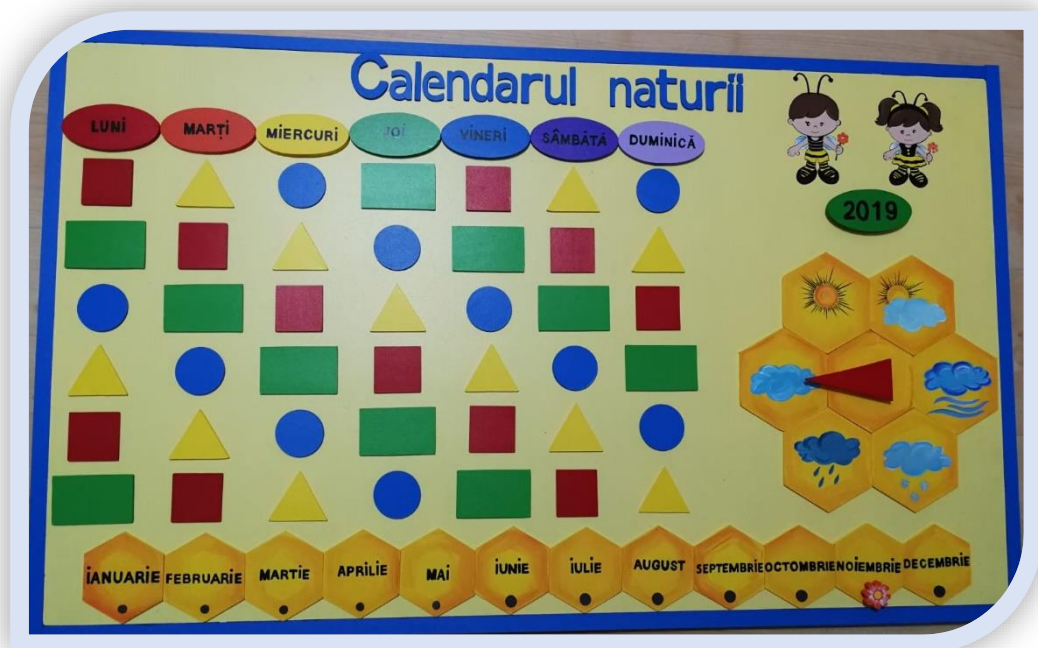 Calendarul naturii
LUNI MARȚI MiERCURI JOi ViNERi SÂMBĂTĂ DUMiNiCĂ
2019
iANUARiE FEBRUARiE MARTiE APRiLiE MAi iUNiE iULiE AUGUST SEPTEMBRiE OCTOMBRiE NOiEMBRiE DECEMBRiE